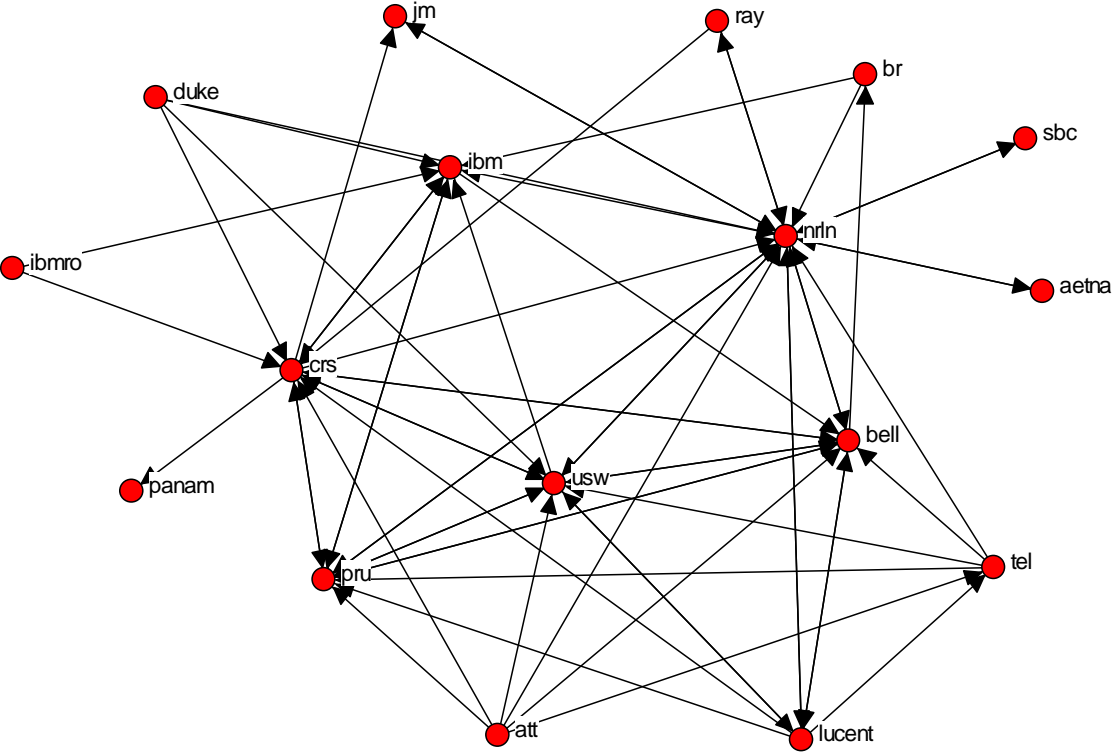 jm
ray
br
duke
sbc
ibm
nrln
ibmro
aetna
crs
bell
usw
panam
tel
pru
att
lucent